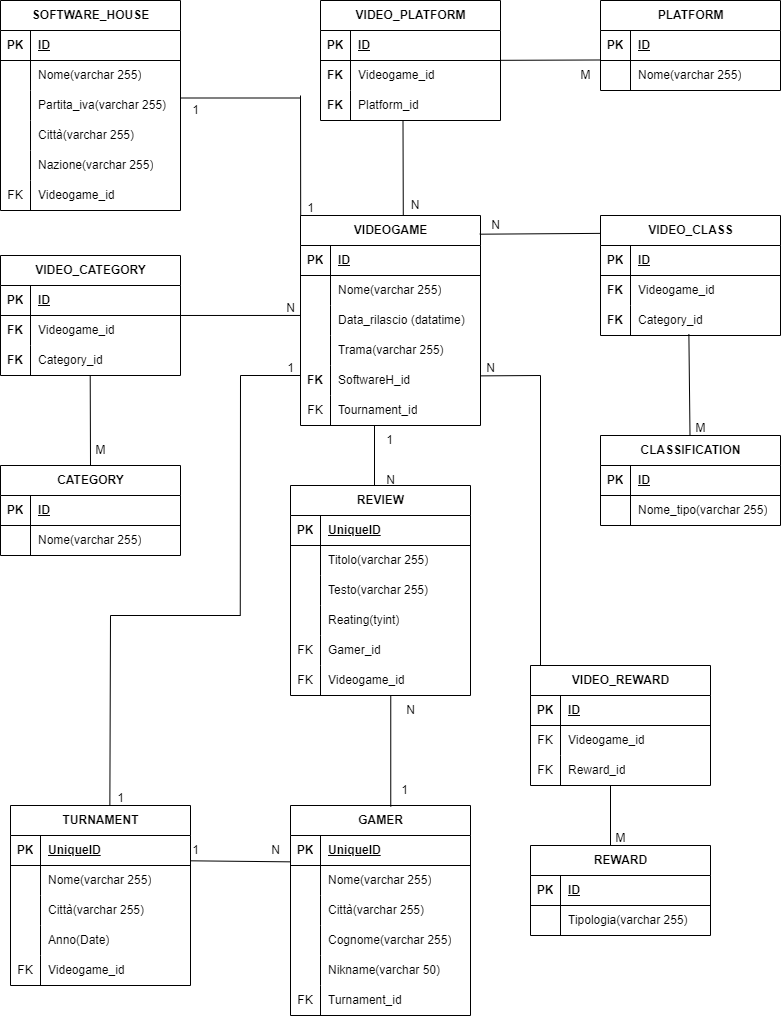 SOFTWARE_HOUSE
PK ID
Nome(varchar 255)
Partita_iva(varchar 255)
Città(varchar 255)
Nazione(varchar 255)
FK Videogame_id
1
1
VIDEO_PLATFORM
PK ID
FK Videogame_id
FK Platform_id
M
N
PLATFORM
PK ID
Nome(varchar 255)
VIDEO_CATEGORY
PK ID
FK Videogame_id
FK Category_id
N
M
CATEGORY
PK ID
Nome(varchar 255)
VIDEOGAME
PK ID
Nome(varchar 255)
Data_rilascio (datatime)
Trama(varchar 255)
FK SoftwareH_id
FK Tournament_id
N
VIDEO_CLASS
PK ID
FK Videogame_id
FK Category_id
M
CLASSIFICATION
PK ID
Nome_tipo(varchar 255)
1
N
1
N
REVIEW
PK UniqueID
Titolo(varchar 255)
Testo(varchar 255)
Reating(tyint)
FK Gamer_id
FK Videogame_id
N
1
VIDEO_REWARD
PK ID
FK Videogame_id
FK Reward_id
M
REWARD
PK ID
Tipologia(varchar 255)
1
TURNAMENT
PK UniqueID
Nome(varchar 255)
Città(varchar 255)
Anno(Date)
FK Videogame_id
1
N
GAMER
PK UniqueID
Nome(varchar 255)
Città(varchar 255)
Cognome(varchar 255)
Nikname(varchar 50)
FK Turnament_id